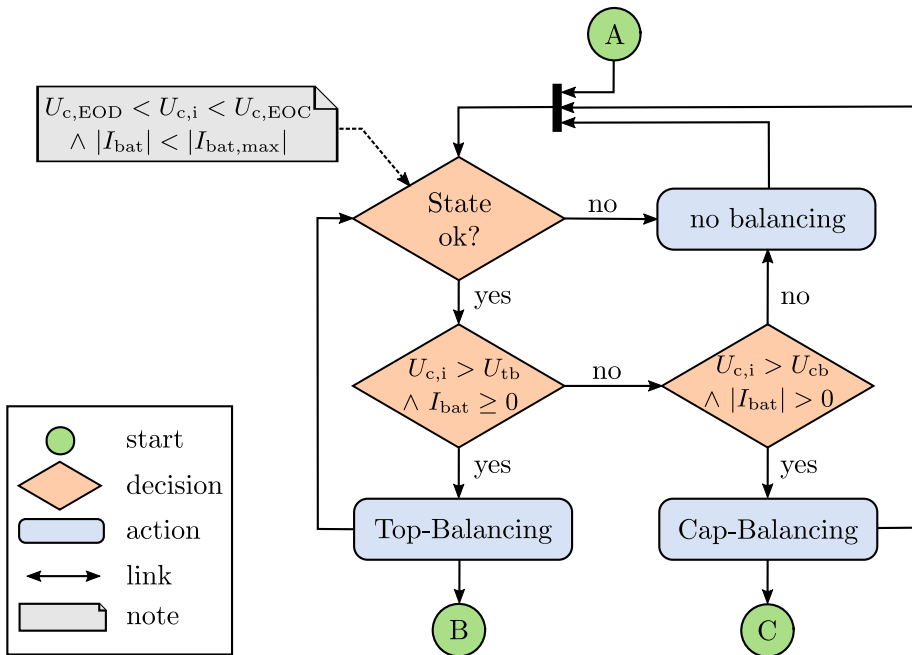 A
U_c,EOD < U_c,i < U_c,EOC
∧ |I_bat| < |I_bat,max|
State
ok?
no
no balancing
yes
no
U_c,i > U_tb
∧ I_bat ≥ 0
no
U_c,i > U_cb
∧ |I_bat| > 0
yes
yes
Top-Balancing
Cap-Balancing
B
C
start
decision
action
link
note